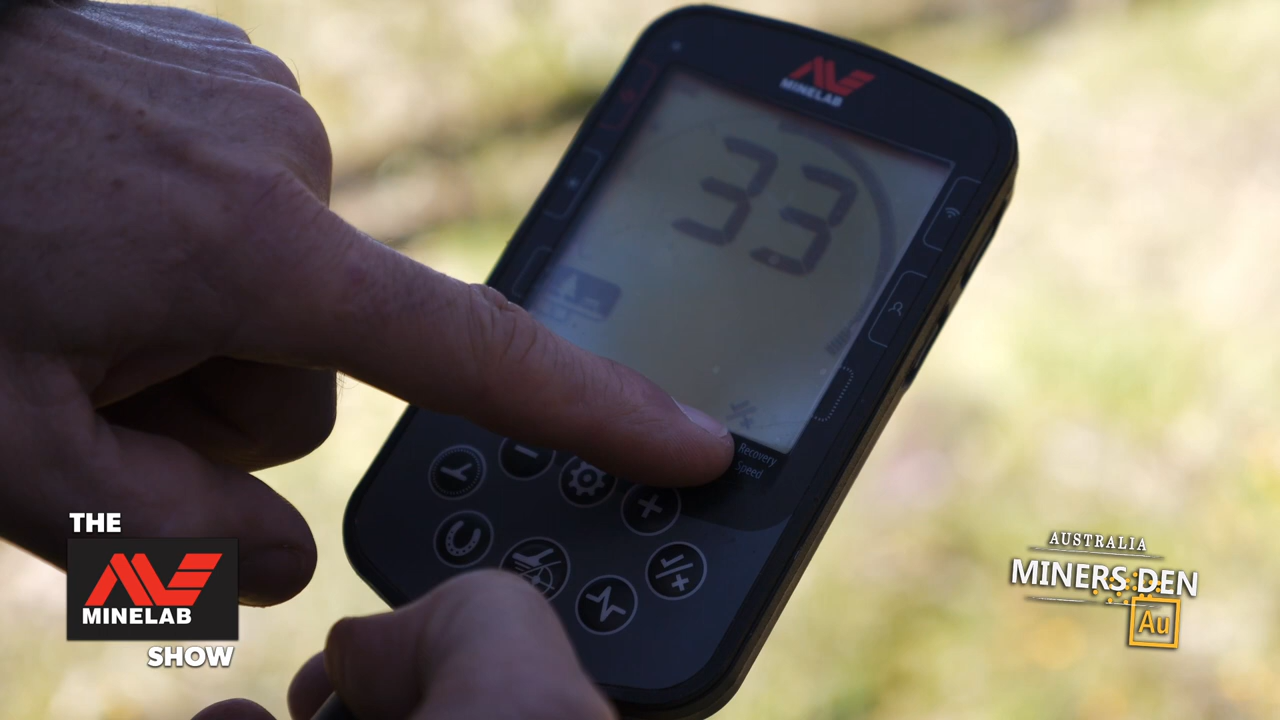 MINELAB
33
Recovery
Speed
THE
MINELAB
SHOW
AUSTRALIA
MINERS DEN
Au